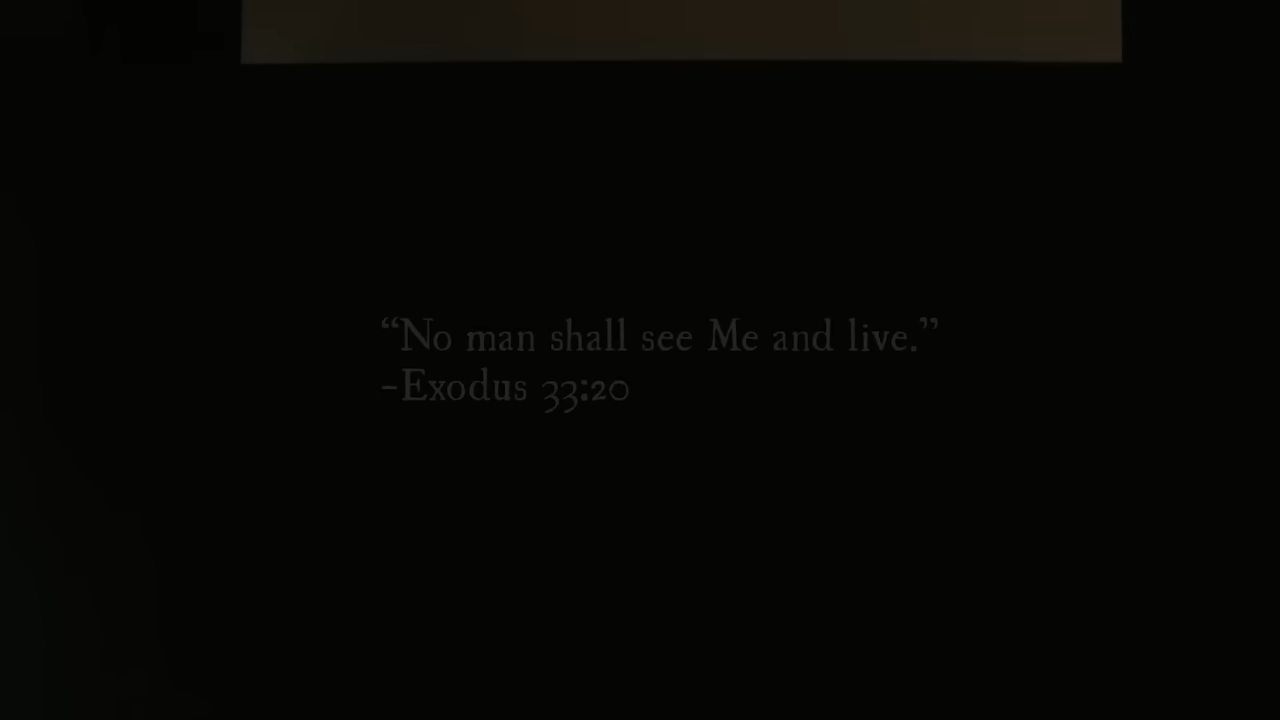 “No man shall see Me and live.”
-Exodus 33:20